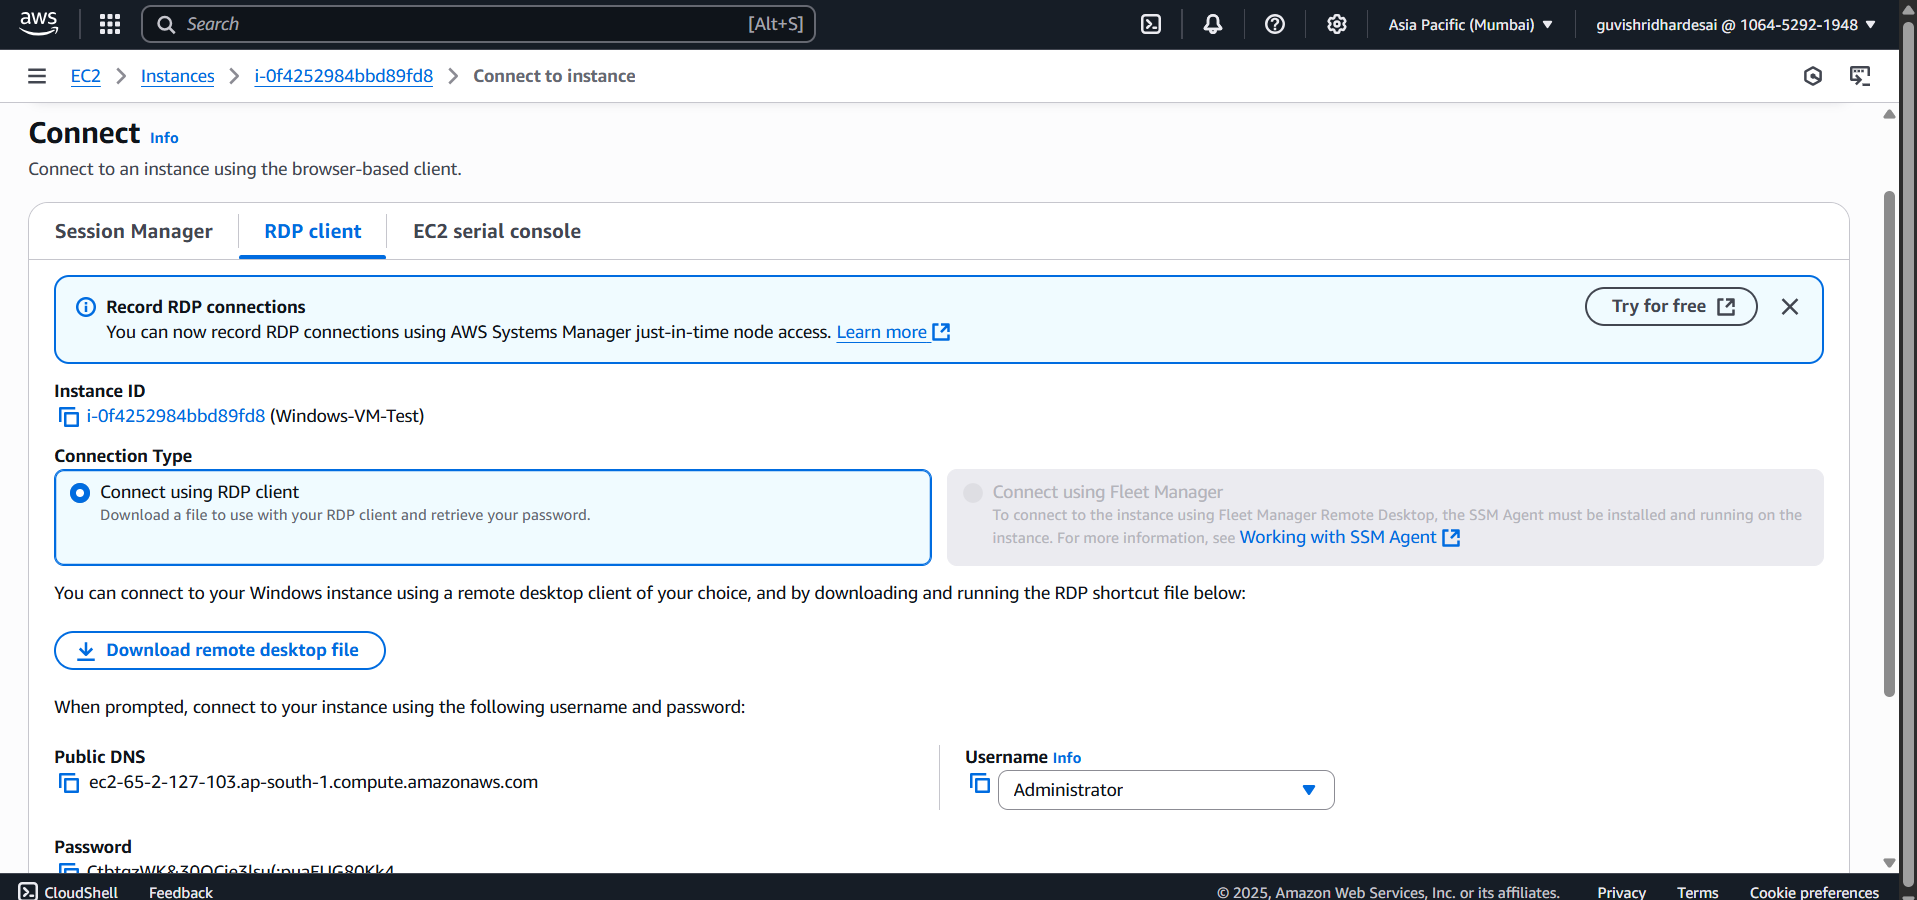 aws
Search [Alt+S]
Asia Pacific (Mumbai)
guvishridhardesai @ 1064-5292-1948
EC2 > Instances > i-0f4252984bbd89fd8 > Connect to instance
Connect Info
Connect to an instance using the browser-based client.
Session Manager
RDP client
EC2 serial console
Record RDP connections
You can now record RDP connections using AWS Systems Manager just-in-time node access. Learn more
Try for free
Instance ID
i-0f4252984bbd89fd8 (Windows-VM-Test)
Connection Type
Connect using RDP client
Download a file to use with your RDP client and retrieve your password.
Connect using Fleet Manager
To connect to the instance using Fleet Manager Remote Desktop, the SSM Agent must be installed and running on the
instance. For more information, see Working with SSM Agent
You can connect to your Windows instance using a remote desktop client of your choice, and by downloading and running the RDP shortcut file below:
Download remote desktop file
When prompted, connect to your instance using the following username and password:
Public DNS
ec2-65-2-127-103.ap-south-1.compute.amazonaws.com
Username Info
Administrator
Password
CloudShell
Feedback
© 2025, Amazon Web Services, Inc. or its affiliates.
Privacy
Terms
Cookie preferences